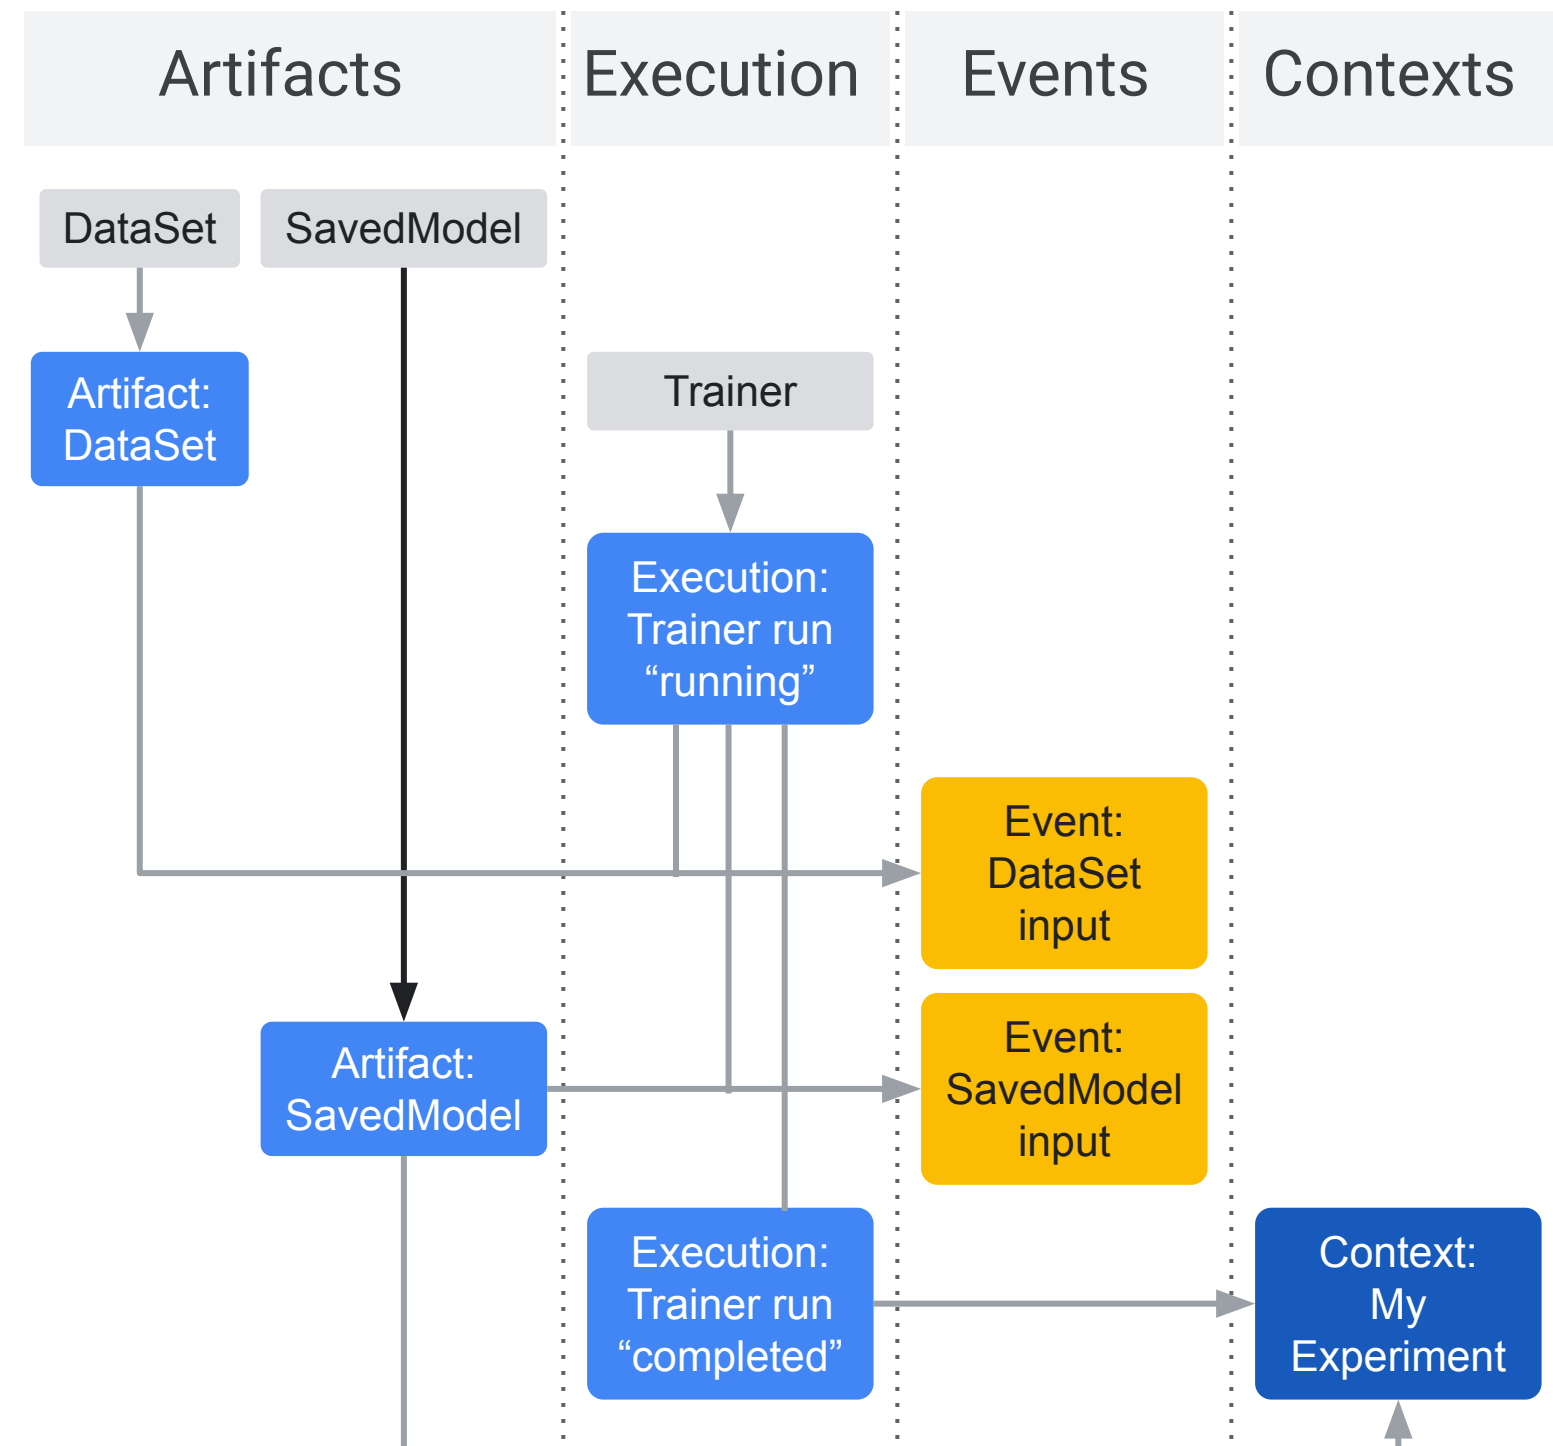 Artifacts
Execution
Events
Contexts
DataSet
SavedModel
Artifact:
DataSet
Trainer
Execution:
Trainer run
“running”
Event:
DataSet
input
Artifact:
SavedModel
Event:
SavedModel
input
Execution:
Trainer run
“completed”
Context:
My
Experiment